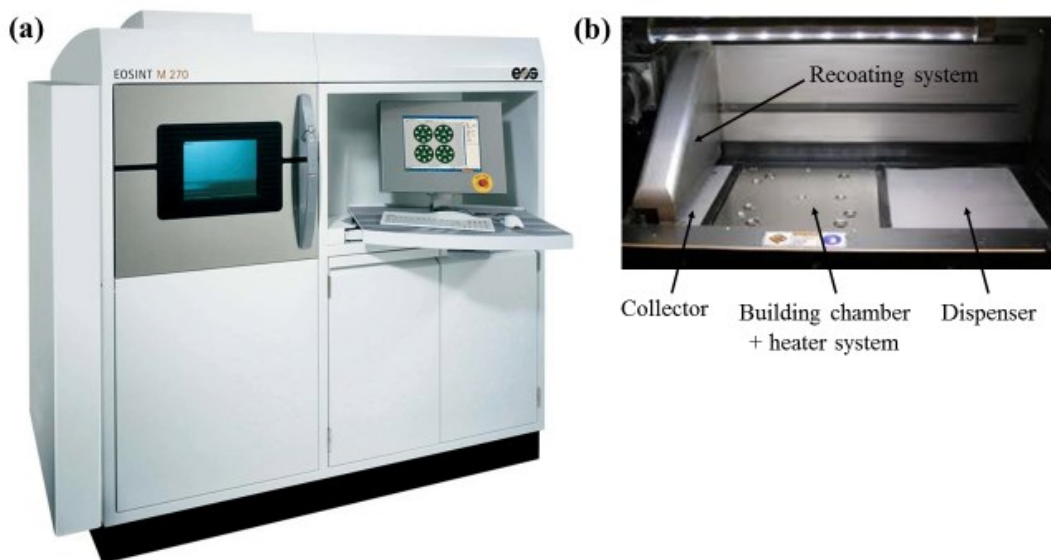 (a)
EOSINT M 270
eos
(b)
Recoating system
Collector
Building chamber
+ heater system
Dispenser